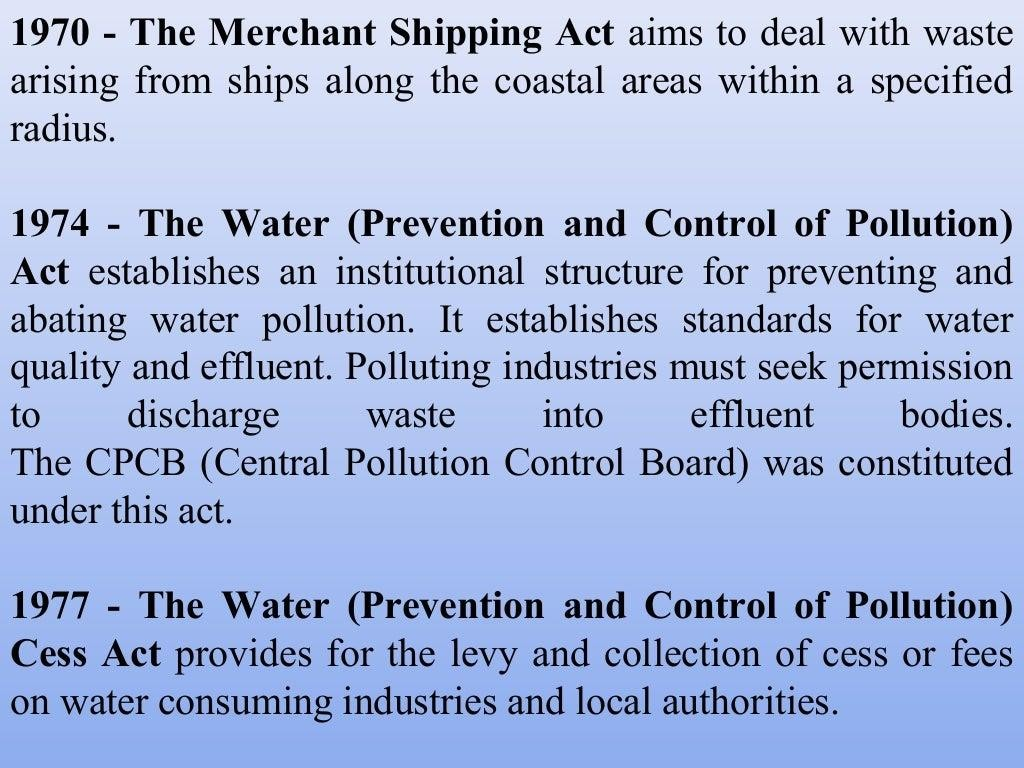 1970 - The Merchant Shipping Act aims to deal with waste
arising from ships along the coastal areas within a specified
radius.
1974 - The Water (Prevention and Control of Pollution)
Act establishes an institutional structure for preventing and
abating water pollution. It establishes standards for water
quality and effluent. Polluting industries must seek permission
to discharge waste into effluent bodies.
The CPCB (Central Pollution Control Board) was constituted
under this act.
1977 - The Water (Prevention and Control of Pollution)
Cess Act provides for the levy and collection of cess or fees
on water consuming industries and local authorities.